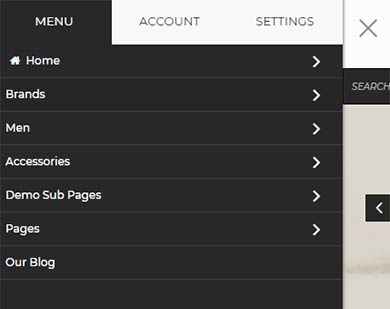 MENU ACCOUNT SETTINGS
Home
SEARCH
Brands
Men
Accessories
Demo Sub Pages
Pages
Our Blog